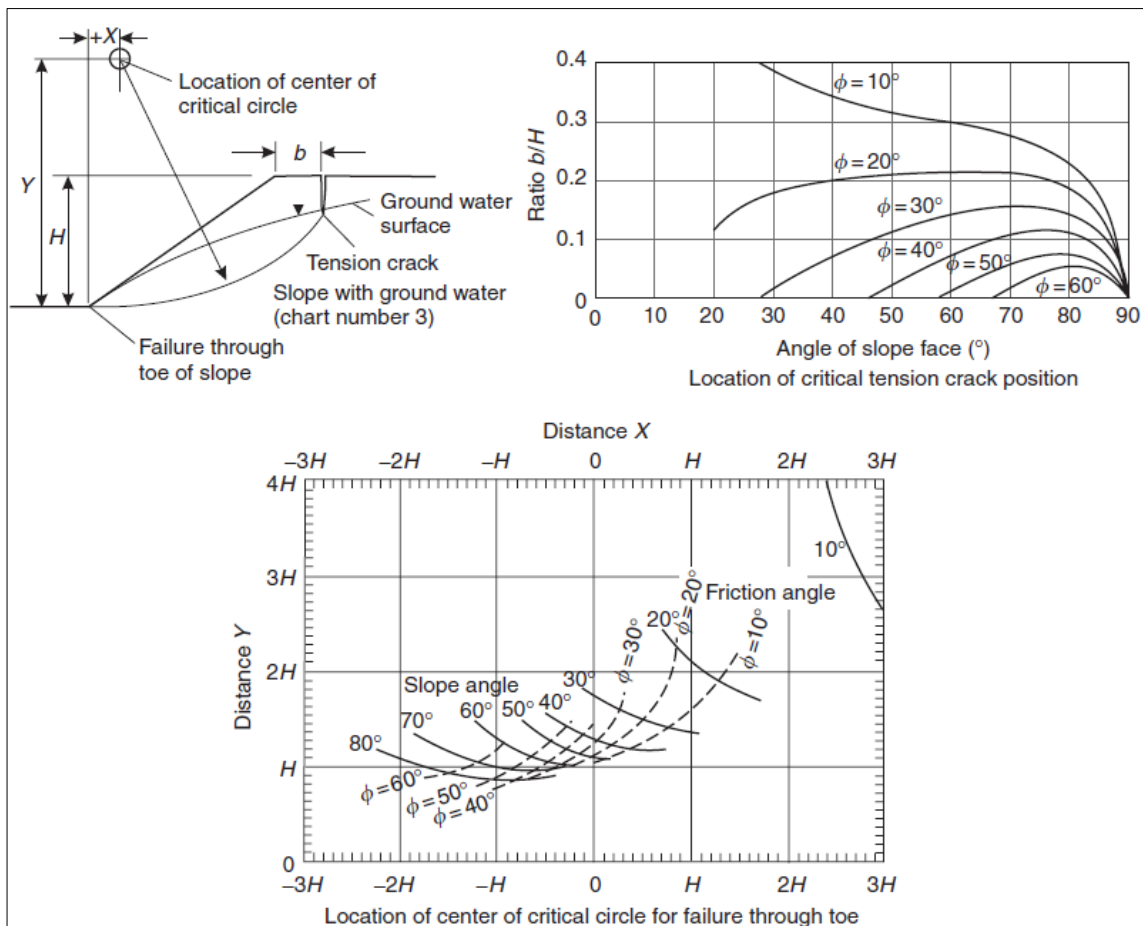 +X
Location of center of
critical circle
b
Y
H
Ground water
surface
Tension crack
Slope with ground water
(chart number 3)
Failure through
toe of slope
Ratio b/H
0.4
0.3
0.2
0.1
0
ϕ = 10°
ϕ = 20°
ϕ = 30°
ϕ = 40°
ϕ = 50°
ϕ = 60°
0 10 20 30 40 50 60 70 80 90
Angle of slope face (°)
Location of critical tension crack position
Distance X
−3H −2H −H 0 H 2H 3H
Distance Y
4H
3H
2H
H
0
10°
Friction angle
20°
ϕ = 20°
ϕ = 10°
ϕ = 30°
30°
Slope angle
40°
50°
60°
70°
80°
ϕ = 60°
ϕ = 50°
ϕ = 40°
−3H −2H −H 0 H 2H 3H
Location of center of critical circle for failure through toe